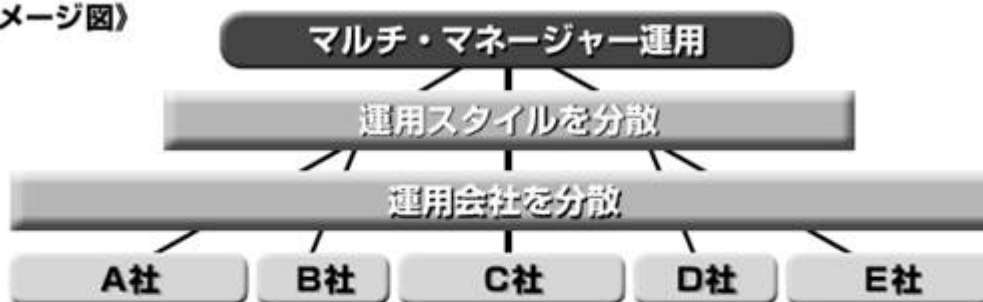 メージ図》
マルチ・マネージャー運用
運用スタイルを分散
運用会社を分散
A社 B社 C社 D社 E社